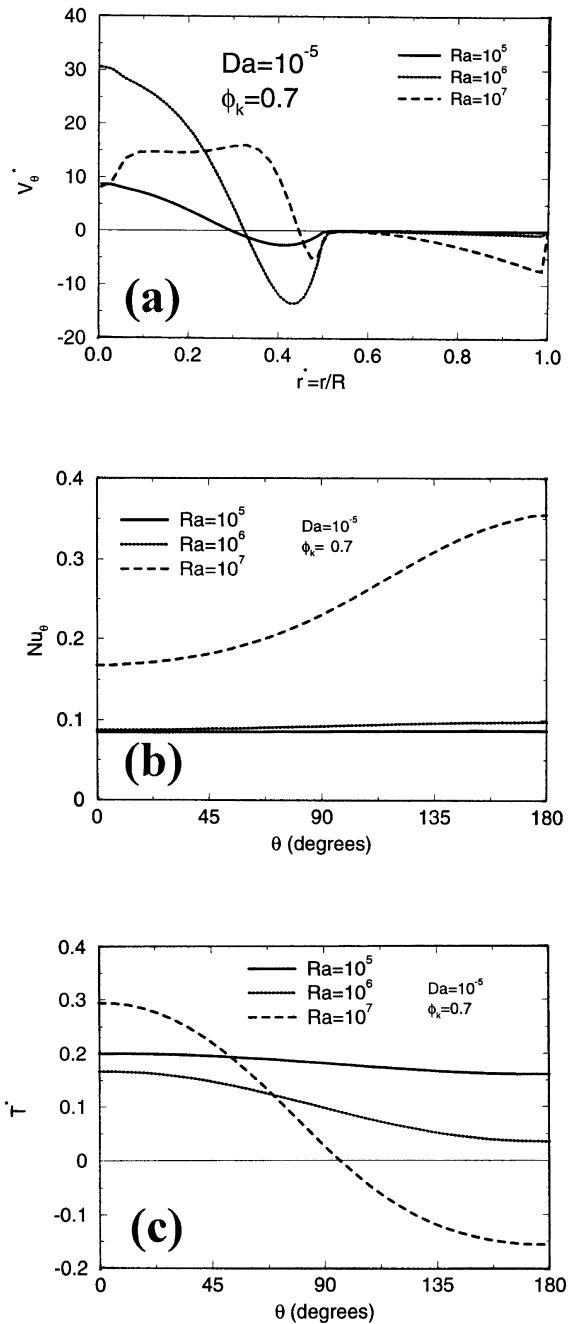 40
30
20
10
0
-10
-20
V*θ
Da=10⁻⁵
ϕk=0.7
Ra=10⁵
Ra=10⁶
Ra=10⁷
(a)
0.0 0.2 0.4 0.6 0.8 1.0
r*=r/R
0.4
0.3
0.2
0.1
0
Nuθ
Ra=10⁵
Ra=10⁶
Ra=10⁷
Da=10⁻⁵
ϕk= 0.7
(b)
0 45 90 135 180
θ (degrees)
0.4
0.3
0.2
0.1
0
-0.1
-0.2
T*
Ra=10⁵
Ra=10⁶
Ra=10⁷
Da=10⁻⁵
ϕk=0.7
(c)
0 45 90 135 180
θ (degrees)